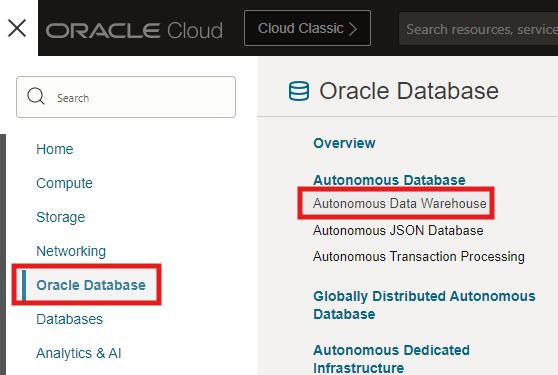 ORACLE Cloud
Cloud Classic >
Search resources, service
Search
Home
Compute
Storage
Networking
Oracle Database
Databases
Analytics & AI
Oracle Database
Overview
Autonomous Database
Autonomous Data Warehouse
Autonomous JSON Database
Autonomous Transaction Processing
Globally Distributed Autonomous
Database
Autonomous Dedicated
Infrastructure